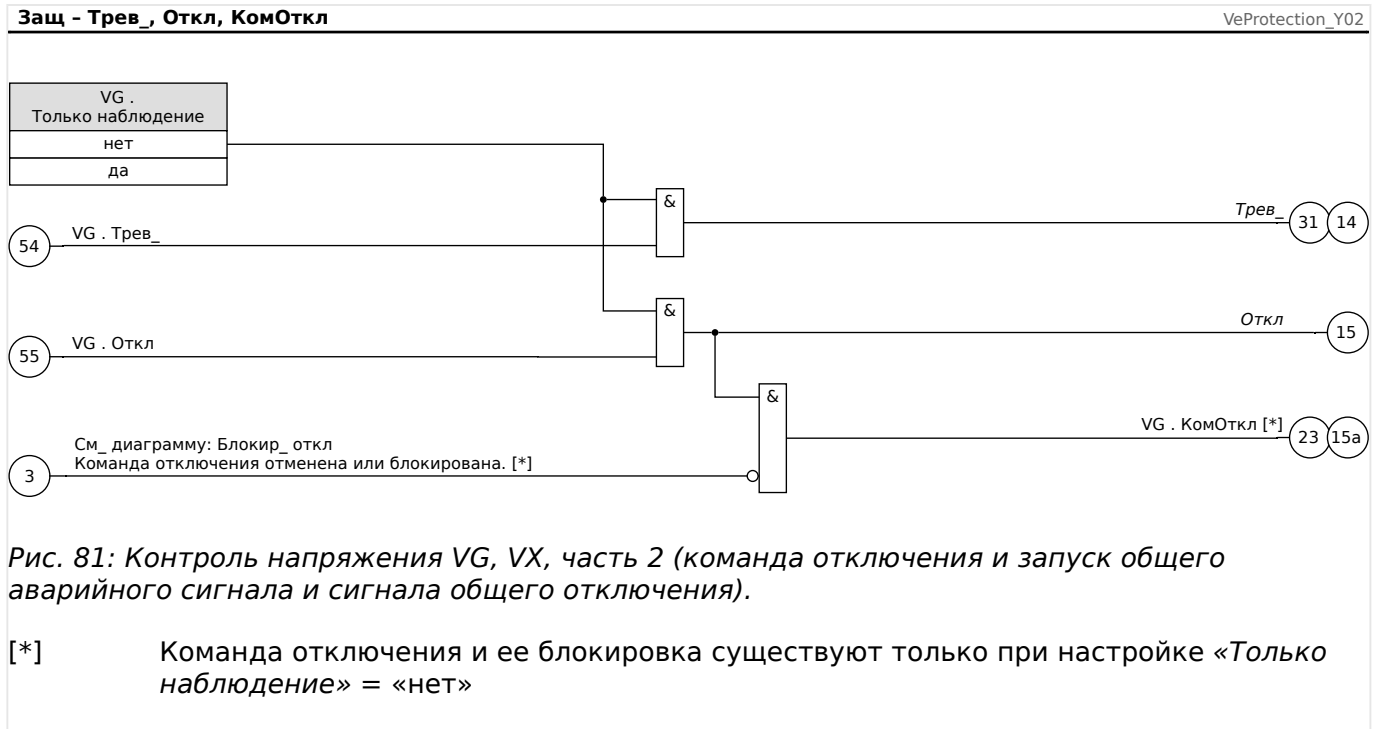 Защ – Трев_, Откл, КомОткл
VeProtection_Y02
VG .
Только наблюдение
нет
да
&
Трев_
31
14
54
VG . Трев_
&
Откл
15
55
VG . Откл
&
VG . КомОткл [*]
23
15a
См_ диаграмму: Блокир_ откл
Команда отключения отменена или блокирована. [*]
3
Рис. 81: Контроль напряжения VG, VX, часть 2 (команда отключения и запуск общего
аварийного сигнала и сигнала общего отключения).
[*] Команда отключения и ее блокировка существуют только при настройке «Только
наблюдение» = «нет»